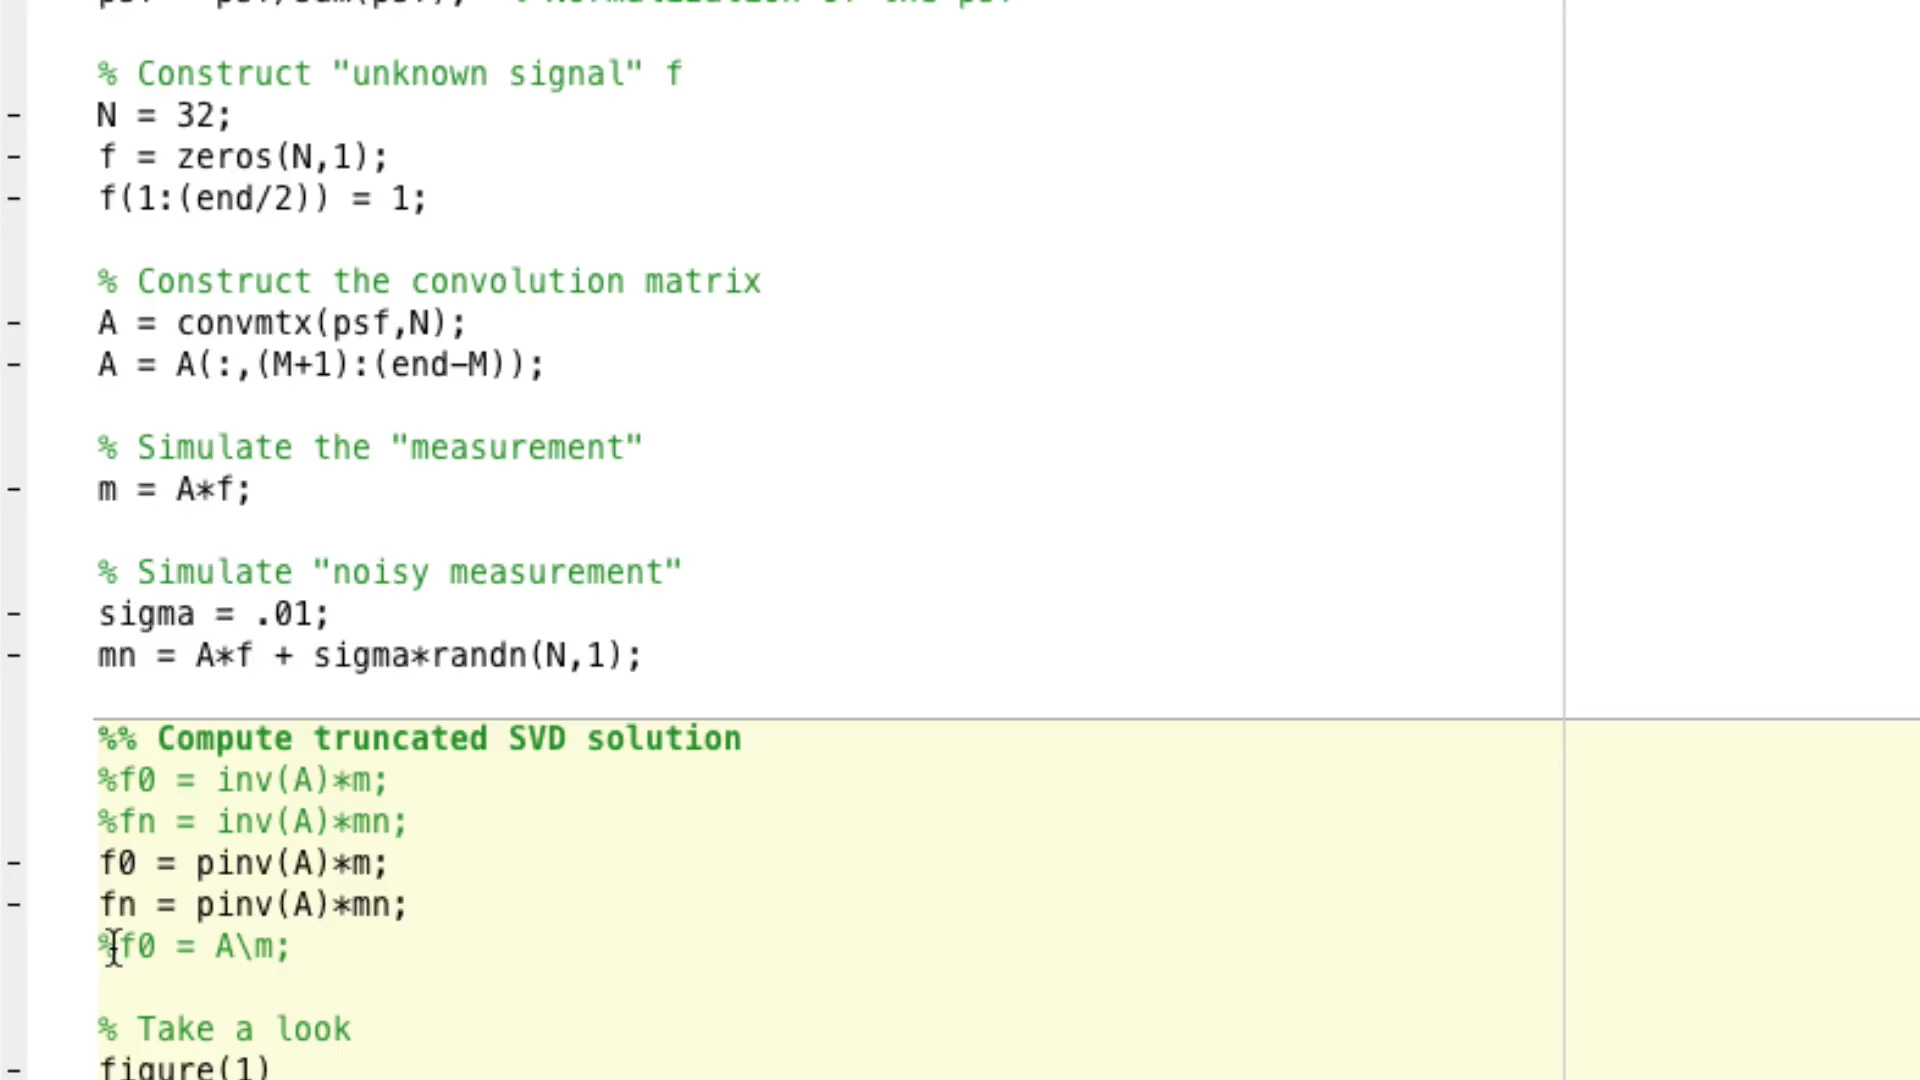 % Construct "unknown signal" f
N = 32;
f = zeros(N,1);
f(1:(end/2)) = 1;
% Construct the convolution matrix
A = convmtx(psf,N);
A = A(:,(M+1):(end-M));
% Simulate the "measurement"
m = A*f;
% Simulate "noisy measurement"
sigma = .01;
mn = A*f + sigma*randn(N,1);
%% Compute truncated SVD solution
%f0 = inv(A)*m;
%fn = inv(A)*mn;
f0 = pinv(A)*m;
fn = pinv(A)*mn;
%f0 = A\m;
% Take a look
figure(1)